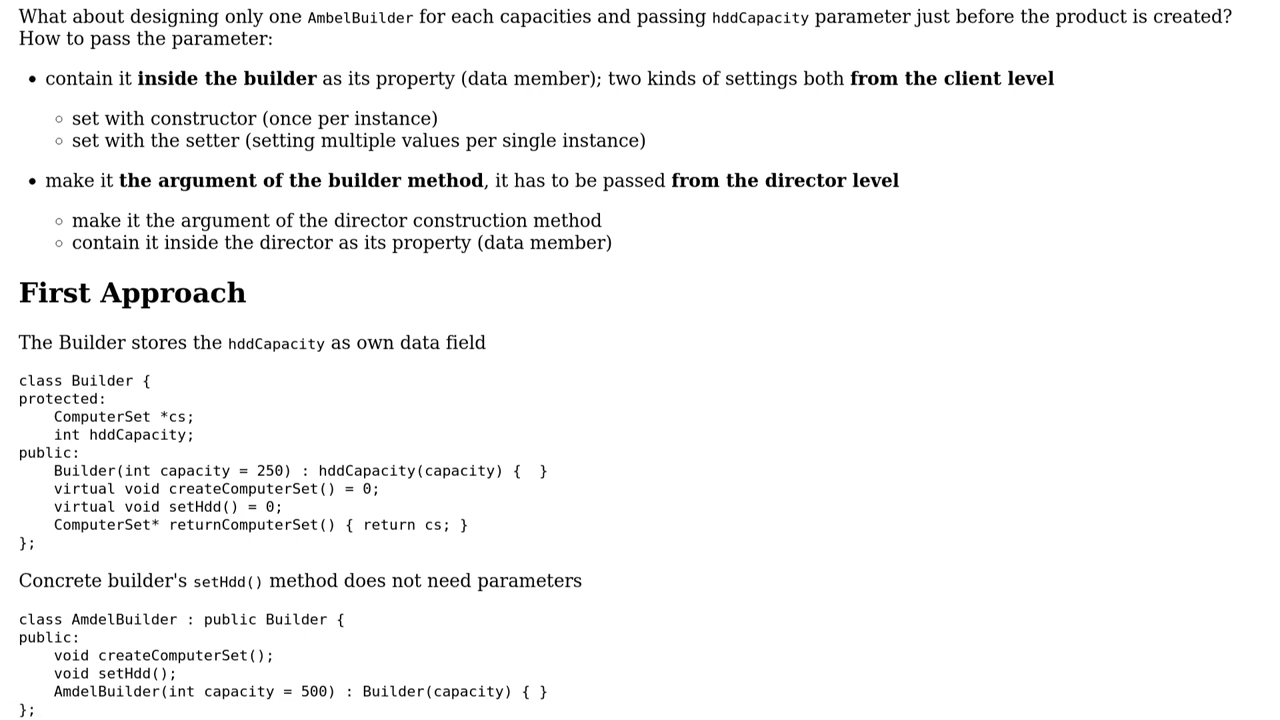 What about designing only one AmbelBuilder for each capacities and passing hddCapacity parameter just before the product is created?
How to pass the parameter:
• contain it inside the builder as its property (data member); two kinds of settings both from the client level
◦ set with constructor (once per instance)
◦ set with the setter (setting multiple values per single instance)
• make it the argument of the builder method, it has to be passed from the director level
◦ make it the argument of the director construction method
◦ contain it inside the director as its property (data member)
First Approach
The Builder stores the hddCapacity as own data field
class Builder {
protected:
    ComputerSet *cs;
    int hddCapacity;
public:
    Builder(int capacity = 250) : hddCapacity(capacity) {  }
    virtual void createComputerSet() = 0;
    virtual void setHdd() = 0;
    ComputerSet* returnComputerSet() { return cs; }
};
Concrete builder's setHdd() method does not need parameters
class AmdelBuilder : public Builder {
public:
    void createComputerSet();
    void setHdd();
    AmdelBuilder(int capacity = 500) : Builder(capacity) { }
};